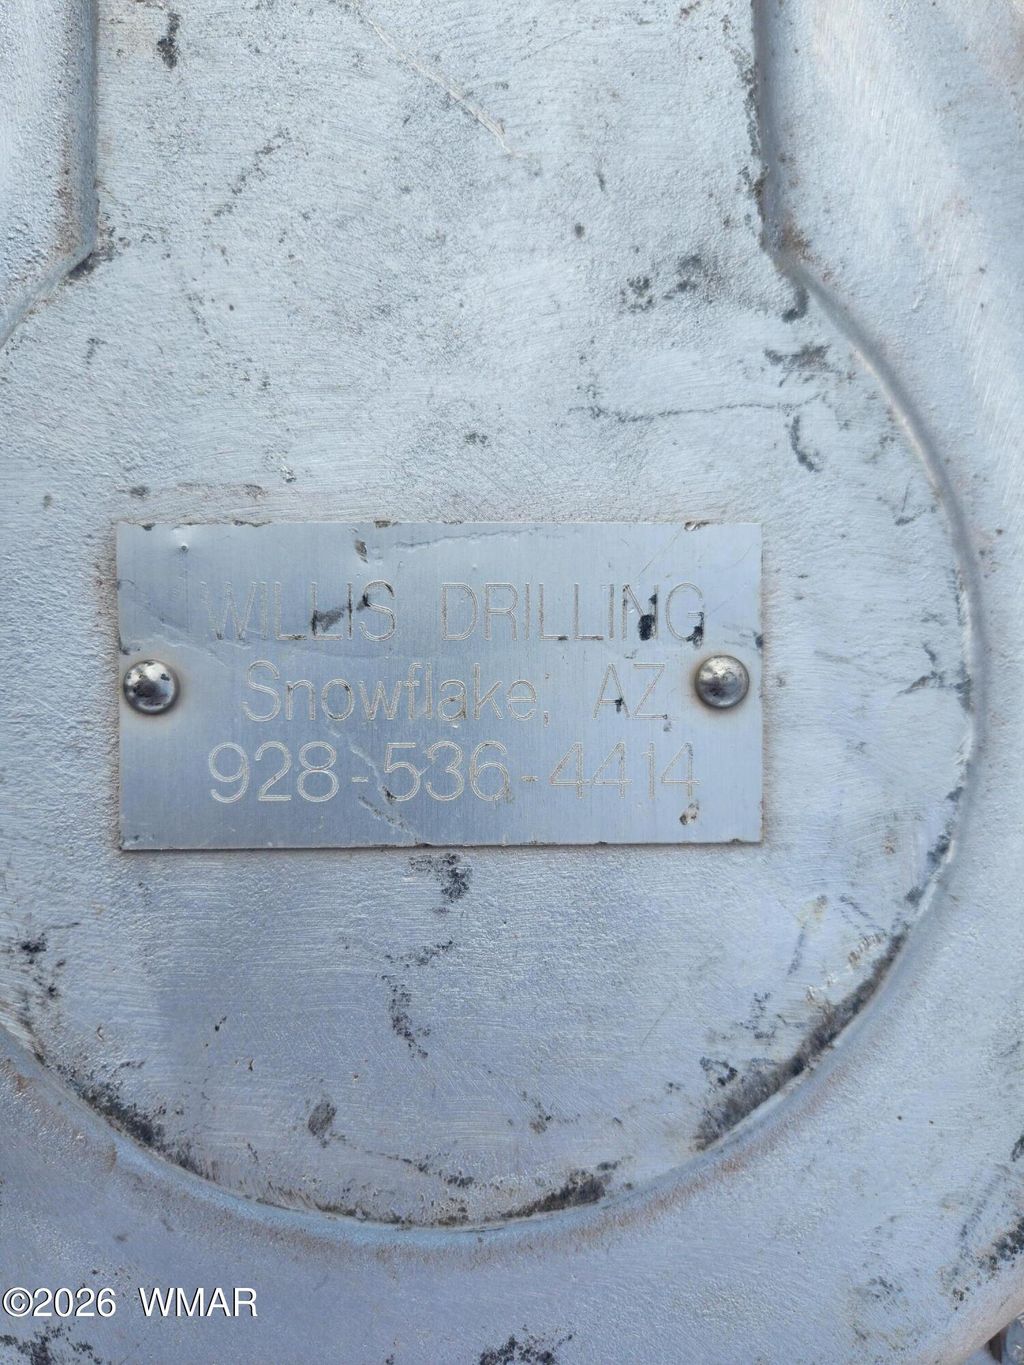 WILLIS DRILLING
Snowflake, AZ
928-536-4414
©2026 WMAR